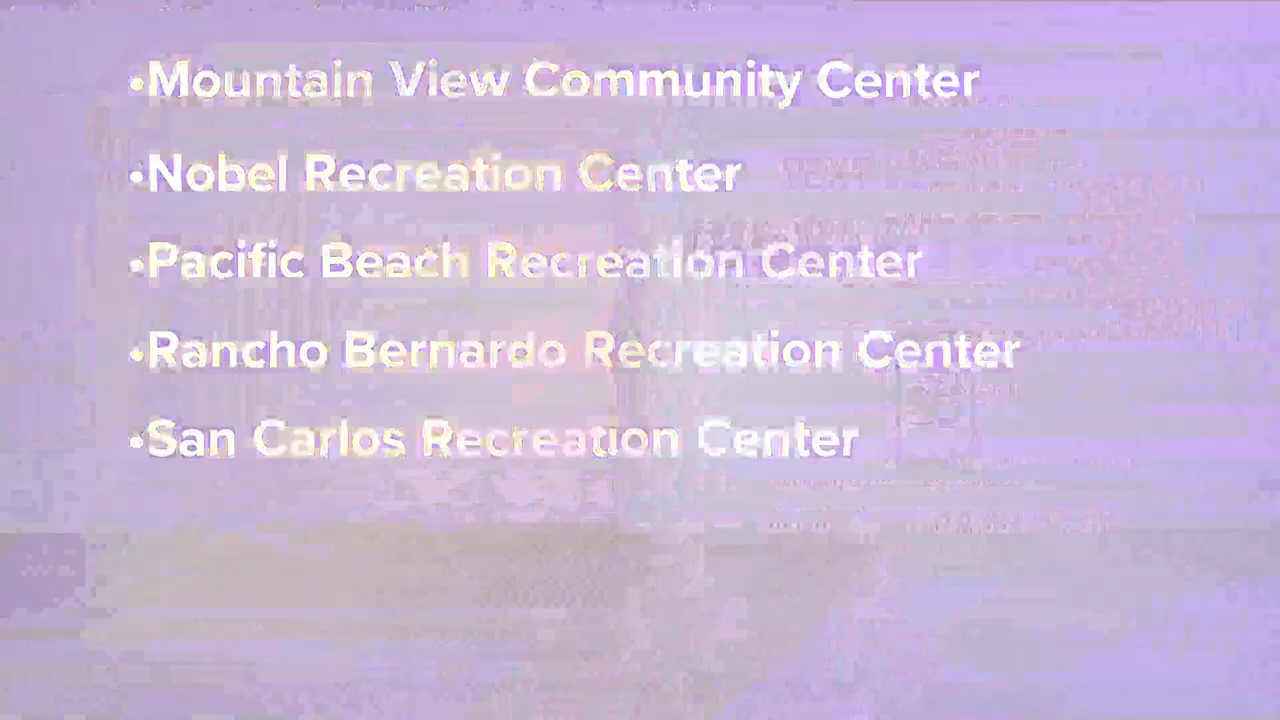 •Mountain View Community Center
•Nobel Recreation Center
•Pacific Beach Recreation Center
•Rancho Bernardo Recreation Center
•San Carlos Recreation Center